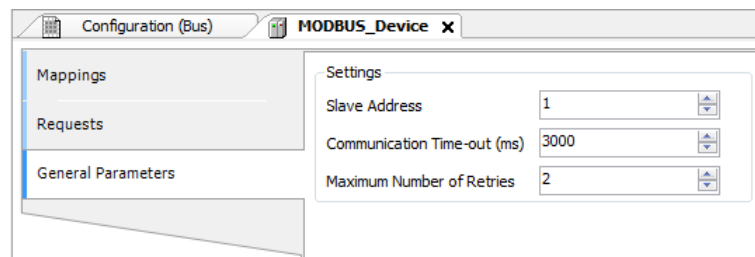 Configuration (Bus)
MODBUS_Device X
Mappings
Requests
General Parameters
Settings
Slave Address 1
Communication Time-out (ms) 3000
Maximum Number of Retries 2